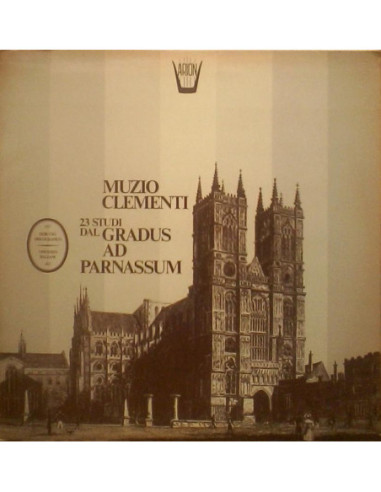 ARION
MUZIO
CLEMENTI
23 STUDI
DAL GRADUS
AD
PARNASSUM